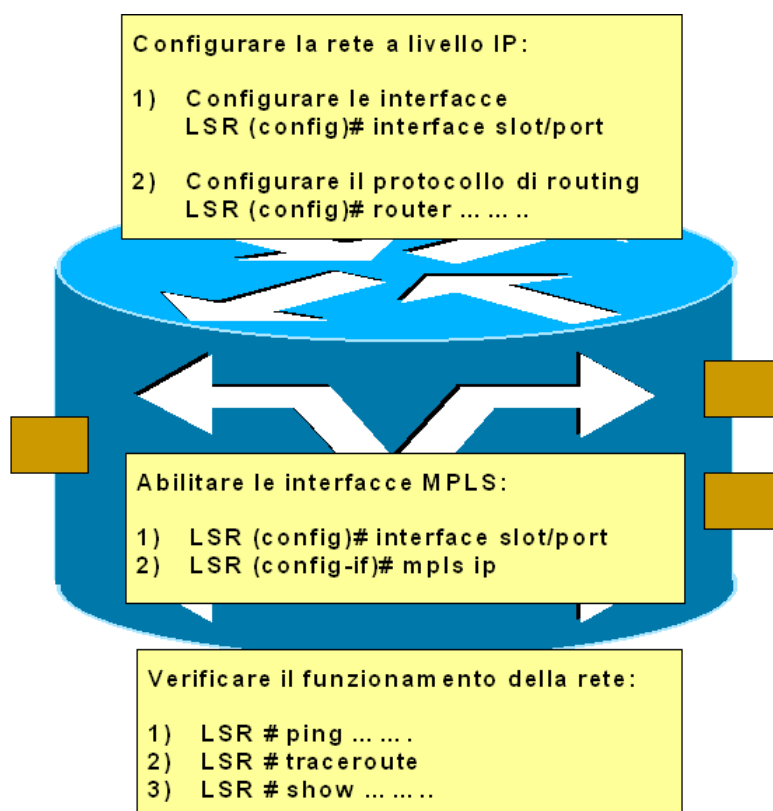 Configurare la rete a livello IP:
1) Configurare le interfacce
LSR (config)# interface slot/port
2) Configurare il protocollo di routing
LSR (config)# router ... ... ..
Abilitare le interfacce MPLS:
1) LSR (config)# interface slot/port
2) LSR (config-if)# mpls ip
Verificare il funzionamento della rete:
1) LSR # ping ... ... .
2) LSR # traceroute
3) LSR # show ... ... ..